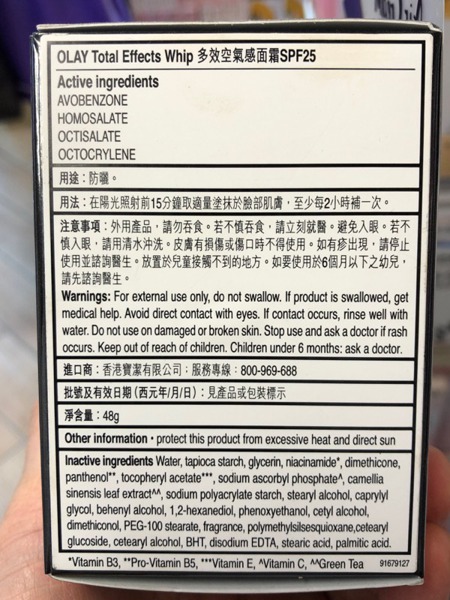 OLAY Total Effects Whip 多效空氣感面霜SPF25
Active ingredients
AVOBENZONE
HOMOSALATE
OCTISALATE
OCTOCRYLENE
用途：防曬。
用法：在陽光照射前15分鐘取適量塗抹於臉部肌膚，至少每2小時補一次。
注意事項：外用產品，請勿吞食。若不慎吞食，請立刻就醫。避免入眼。若不
慎入眼，請用清水沖洗。皮膚有損傷或傷口時不得使用。如有疹出現，請停止
使用並諮詢醫生。放置於兒童接觸不到的地方。如要使用於6個月以下之幼兒，
請先諮詢醫生。
Warnings: For external use only, do not swallow. If product is swallowed, get
medical help. Avoid direct contact with eyes. If contact occurs, rinse well with
water. Do not use on damaged or broken skin. Stop use and ask a doctor if rash
occurs. Keep out of reach of children. Children under 6 months: ask a doctor.
進口商：香港寶潔有限公司；服務專線：800-969-688
批號及有效日期（西元年/月/日）：見產品或包裝標示
淨含量：48g
Other information • protect this product from excessive heat and direct sun
Inactive ingredients Water, tapioca starch, glycerin, niacinamide*, dimethicone,
panthenol**, tocopheryl acetate***, sodium ascorbyl phosphate^, camellia
sinensis leaf extract^^, sodium polyacrylate starch, stearyl alcohol, caprylyl
glycol, behenyl alcohol, 1,2-hexanediol, phenoxyethanol, cetyl alcohol,
dimethiconol, PEG-100 stearate, fragrance, polymethylsilsesquioxane,cetearyl
glucoside, cetearyl alcohol, BHT, disodium EDTA, stearic acid, palmitic acid.
*Vitamin B3, **Pro-Vitamin B5, ***Vitamin E, ^Vitamin C, ^^Green Tea 91679127